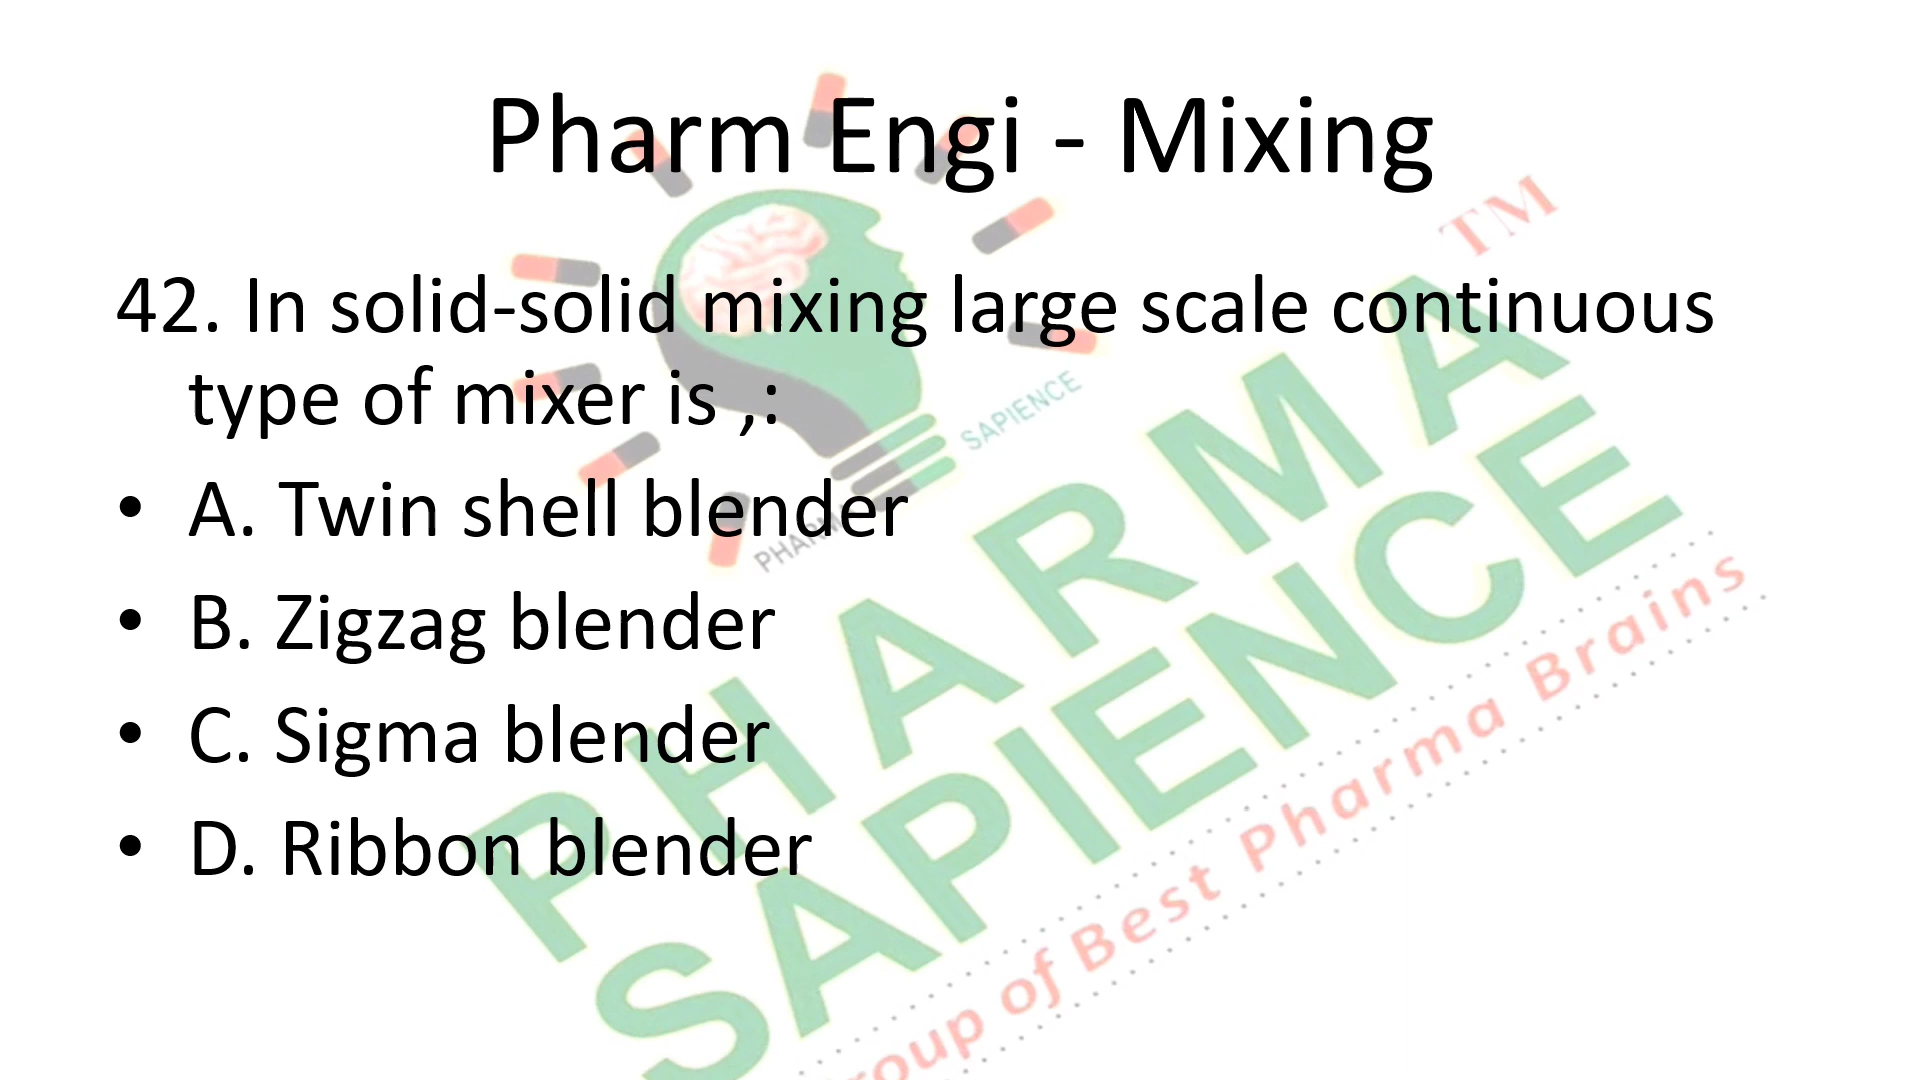 Pharm Engi - Mixing
TM
42. In solid-solid mixing large scale continuous
type of mixer is ,:
SAPIENCE
• A. Twin shell blender
PHARM
• B. Zigzag blender
• C. Sigma blender
• D. Ribbon blender
PHARMA
SAPIENCE
of Best Pharma Brains